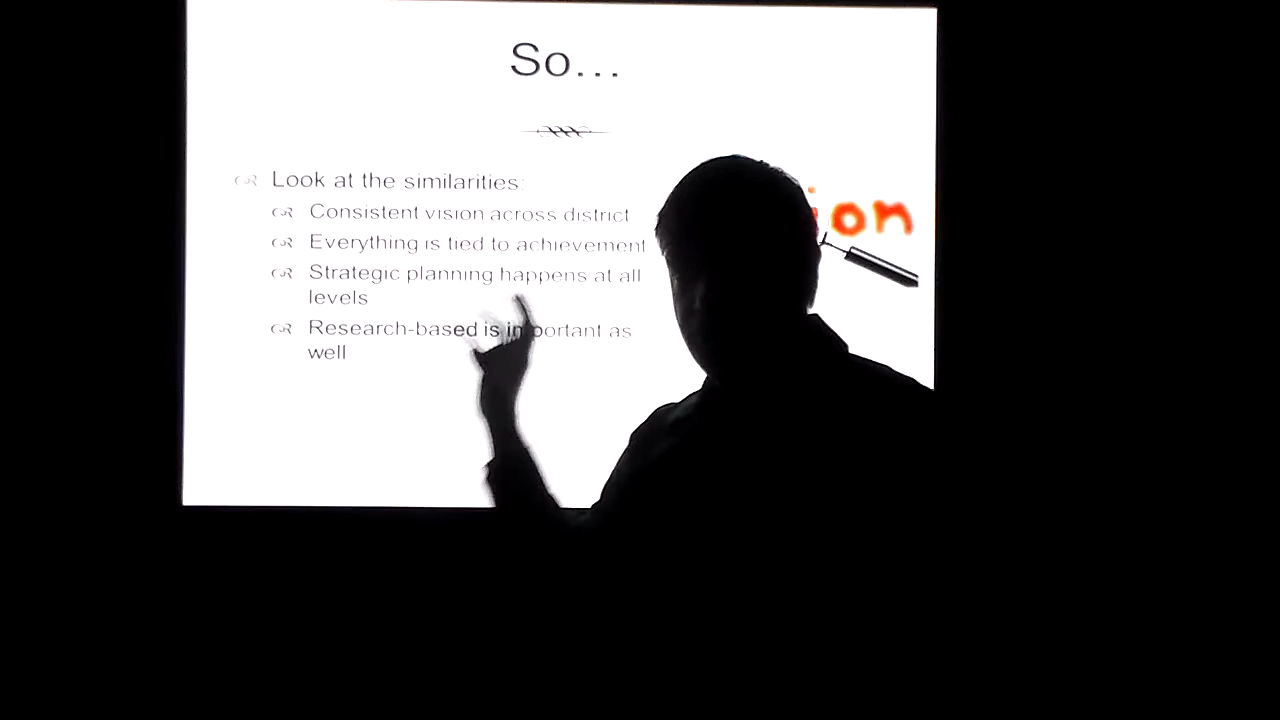 So...
Look at the similarities:
Consistent vision across district
Everything is tied to achievement
Strategic planning happens at all
levels
Research-based is important as
well
ion